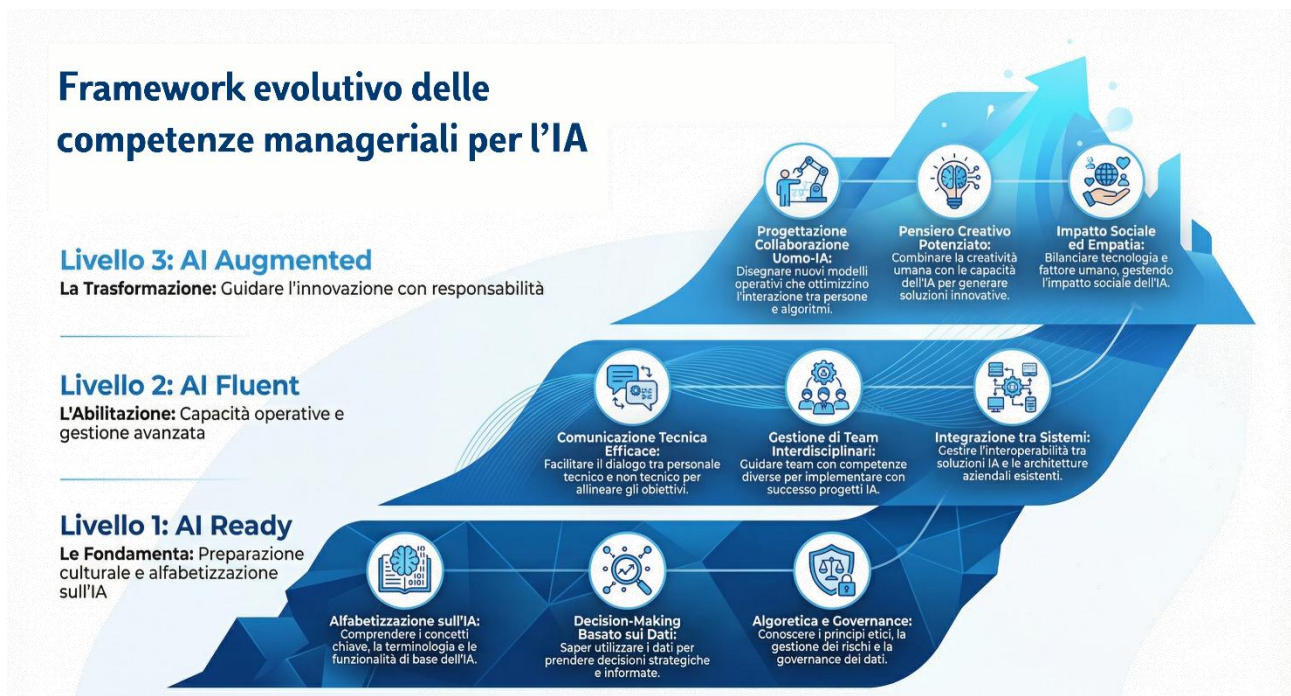 Framework evolutivo delle
competenze manageriali per l'IA
Livello 3: AI Augmented
La Trasformazione: Guidare l'innovazione con responsabilità
Progettazione
Collaborazione
Uomo-IA:
Disegnare nuovi modelli
operativi che ottimizzino
l'interazione tra persone
e algoritmi.
Pensiero Creativo
Potenziato:
Combinare la creatività
umana con le capacità
dell'IA per generare
soluzioni innovative.
Impatto Sociale
ed Empatia:
Bilanciare tecnologia e
fattore umano, gestendo
l'impatto sociale dell'IA.
Livello 2: AI Fluent
L'Abilitazione: Capacità operative e
gestione avanzata
Comunicazione Tecnica
Efficace:
Facilitare il dialogo tra personale
tecnico e non tecnico per
allineare gli obiettivi.
Gestione di Team
Interdisciplinari:
Guidare team con competenze
diverse per implementare con
successo progetti IA.
Integrazione tra Sistemi:
Gestire l'interoperabilità tra
soluzioni IA e le architetture
aziendali esistenti.
Livello 1: AI Ready
Le Fondamenta: Preparazione
culturale e alfabetizzazione
sull'IA
Alfabetizzazione sull'IA:
Comprendere i concetti
chiave, la terminologia e le
funzionalità di base dell'IA.
Decision-Making
Basato sui Dati:
Saper utilizzare i dati per
prendere decisioni strategiche
e informate.
Algoretica e Governance:
Conoscere i principi etici, la
gestione dei rischi e la
governance dei dati.